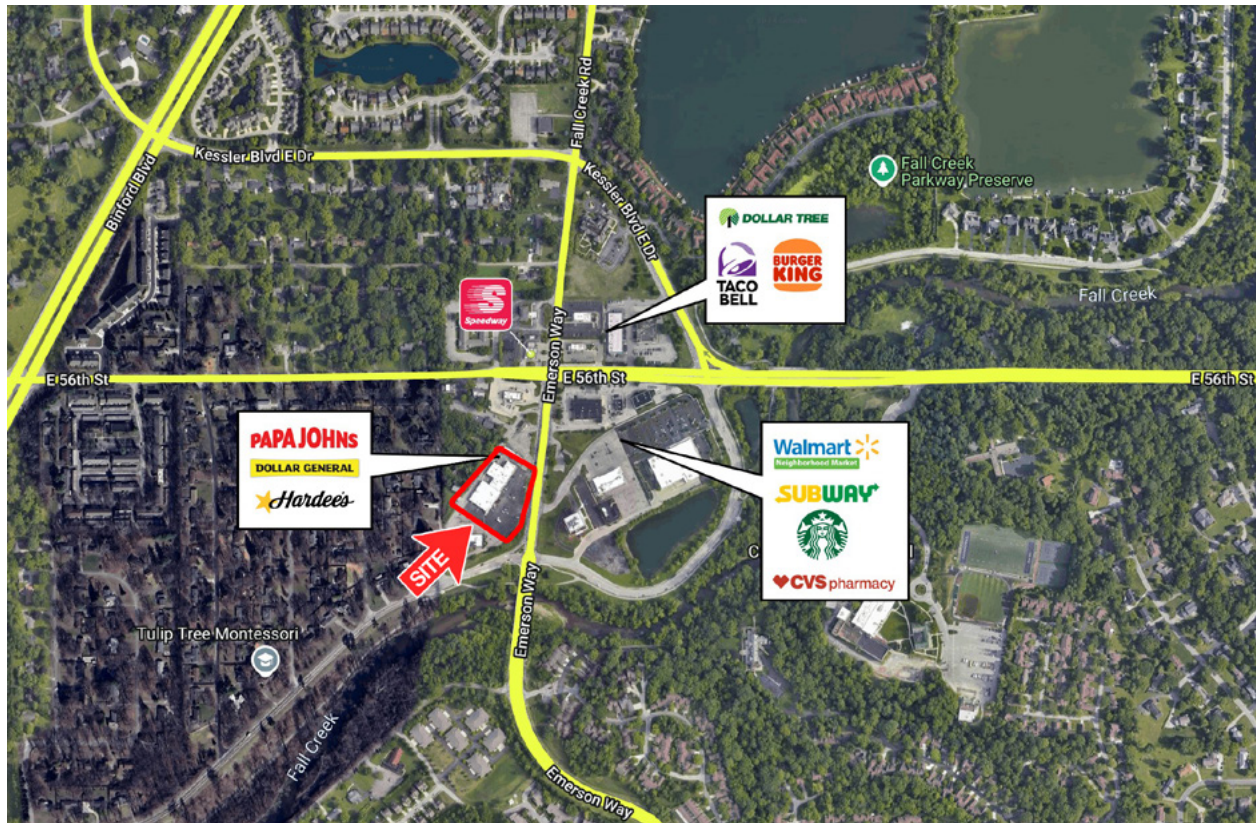 Fall Creek Rd
Kessler Blvd E Dr
Binford Blvd
Kessler Blvd E Dr
Fall Creek
Parkway Preserve
DOLLAR TREE
TACO
BELL
BURGER
KING
Fall Creek
S
Speedway
Emerson Way
E 56th St
E 56th St
E 56th St
PAPA JOHNS
DOLLAR GENERAL
Hardee's
Walmart
Neighborhood Market
SUBWAY
CVS pharmacy
SITE
Emerson Way
Tulip Tree Montessori
Fall Creek
Emerson Way